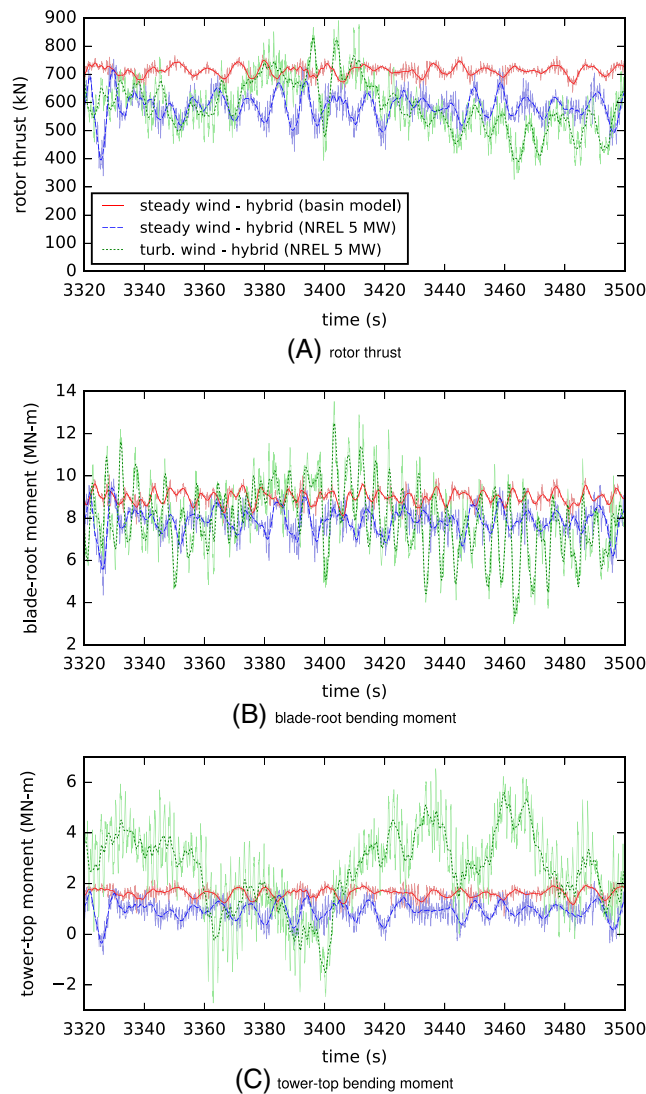 900
800
700
600
500
400
300
200
100
0
rotor thrust (kN)
steady wind - hybrid (basin model)
steady wind - hybrid (NREL 5 MW)
turb. wind - hybrid (NREL 5 MW)
3320 3340 3360 3380 3400 3420 3440 3460 3480 3500
time (s)
(A) rotor thrust
14
12
10
8
6
4
2
blade-root moment (MN-m)
3320 3340 3360 3380 3400 3420 3440 3460 3480 3500
time (s)
(B) blade-root bending moment
6
4
2
0
−2
tower-top moment (MN-m)
3320 3340 3360 3380 3400 3420 3440 3460 3480 3500
time (s)
(C) tower-top bending moment